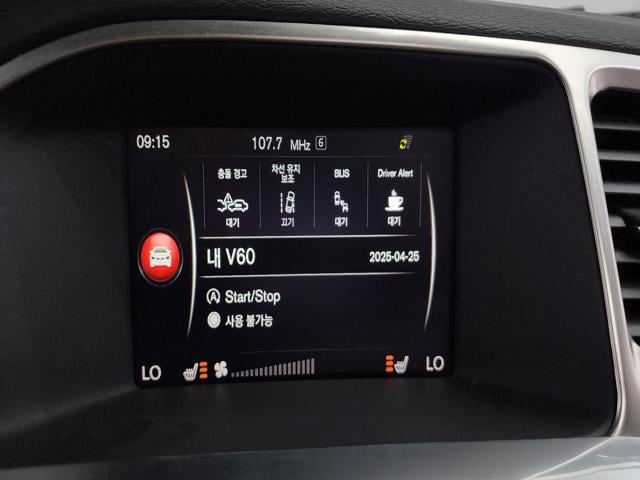 09:15
107.7 MHz 6
충돌 경고
차선 유지
보조
BLIS
Driver Alert
대기
끄기
대기
대기
내 V60
2025-04-25
A Start/Stop
사용 불가능
LO
LO